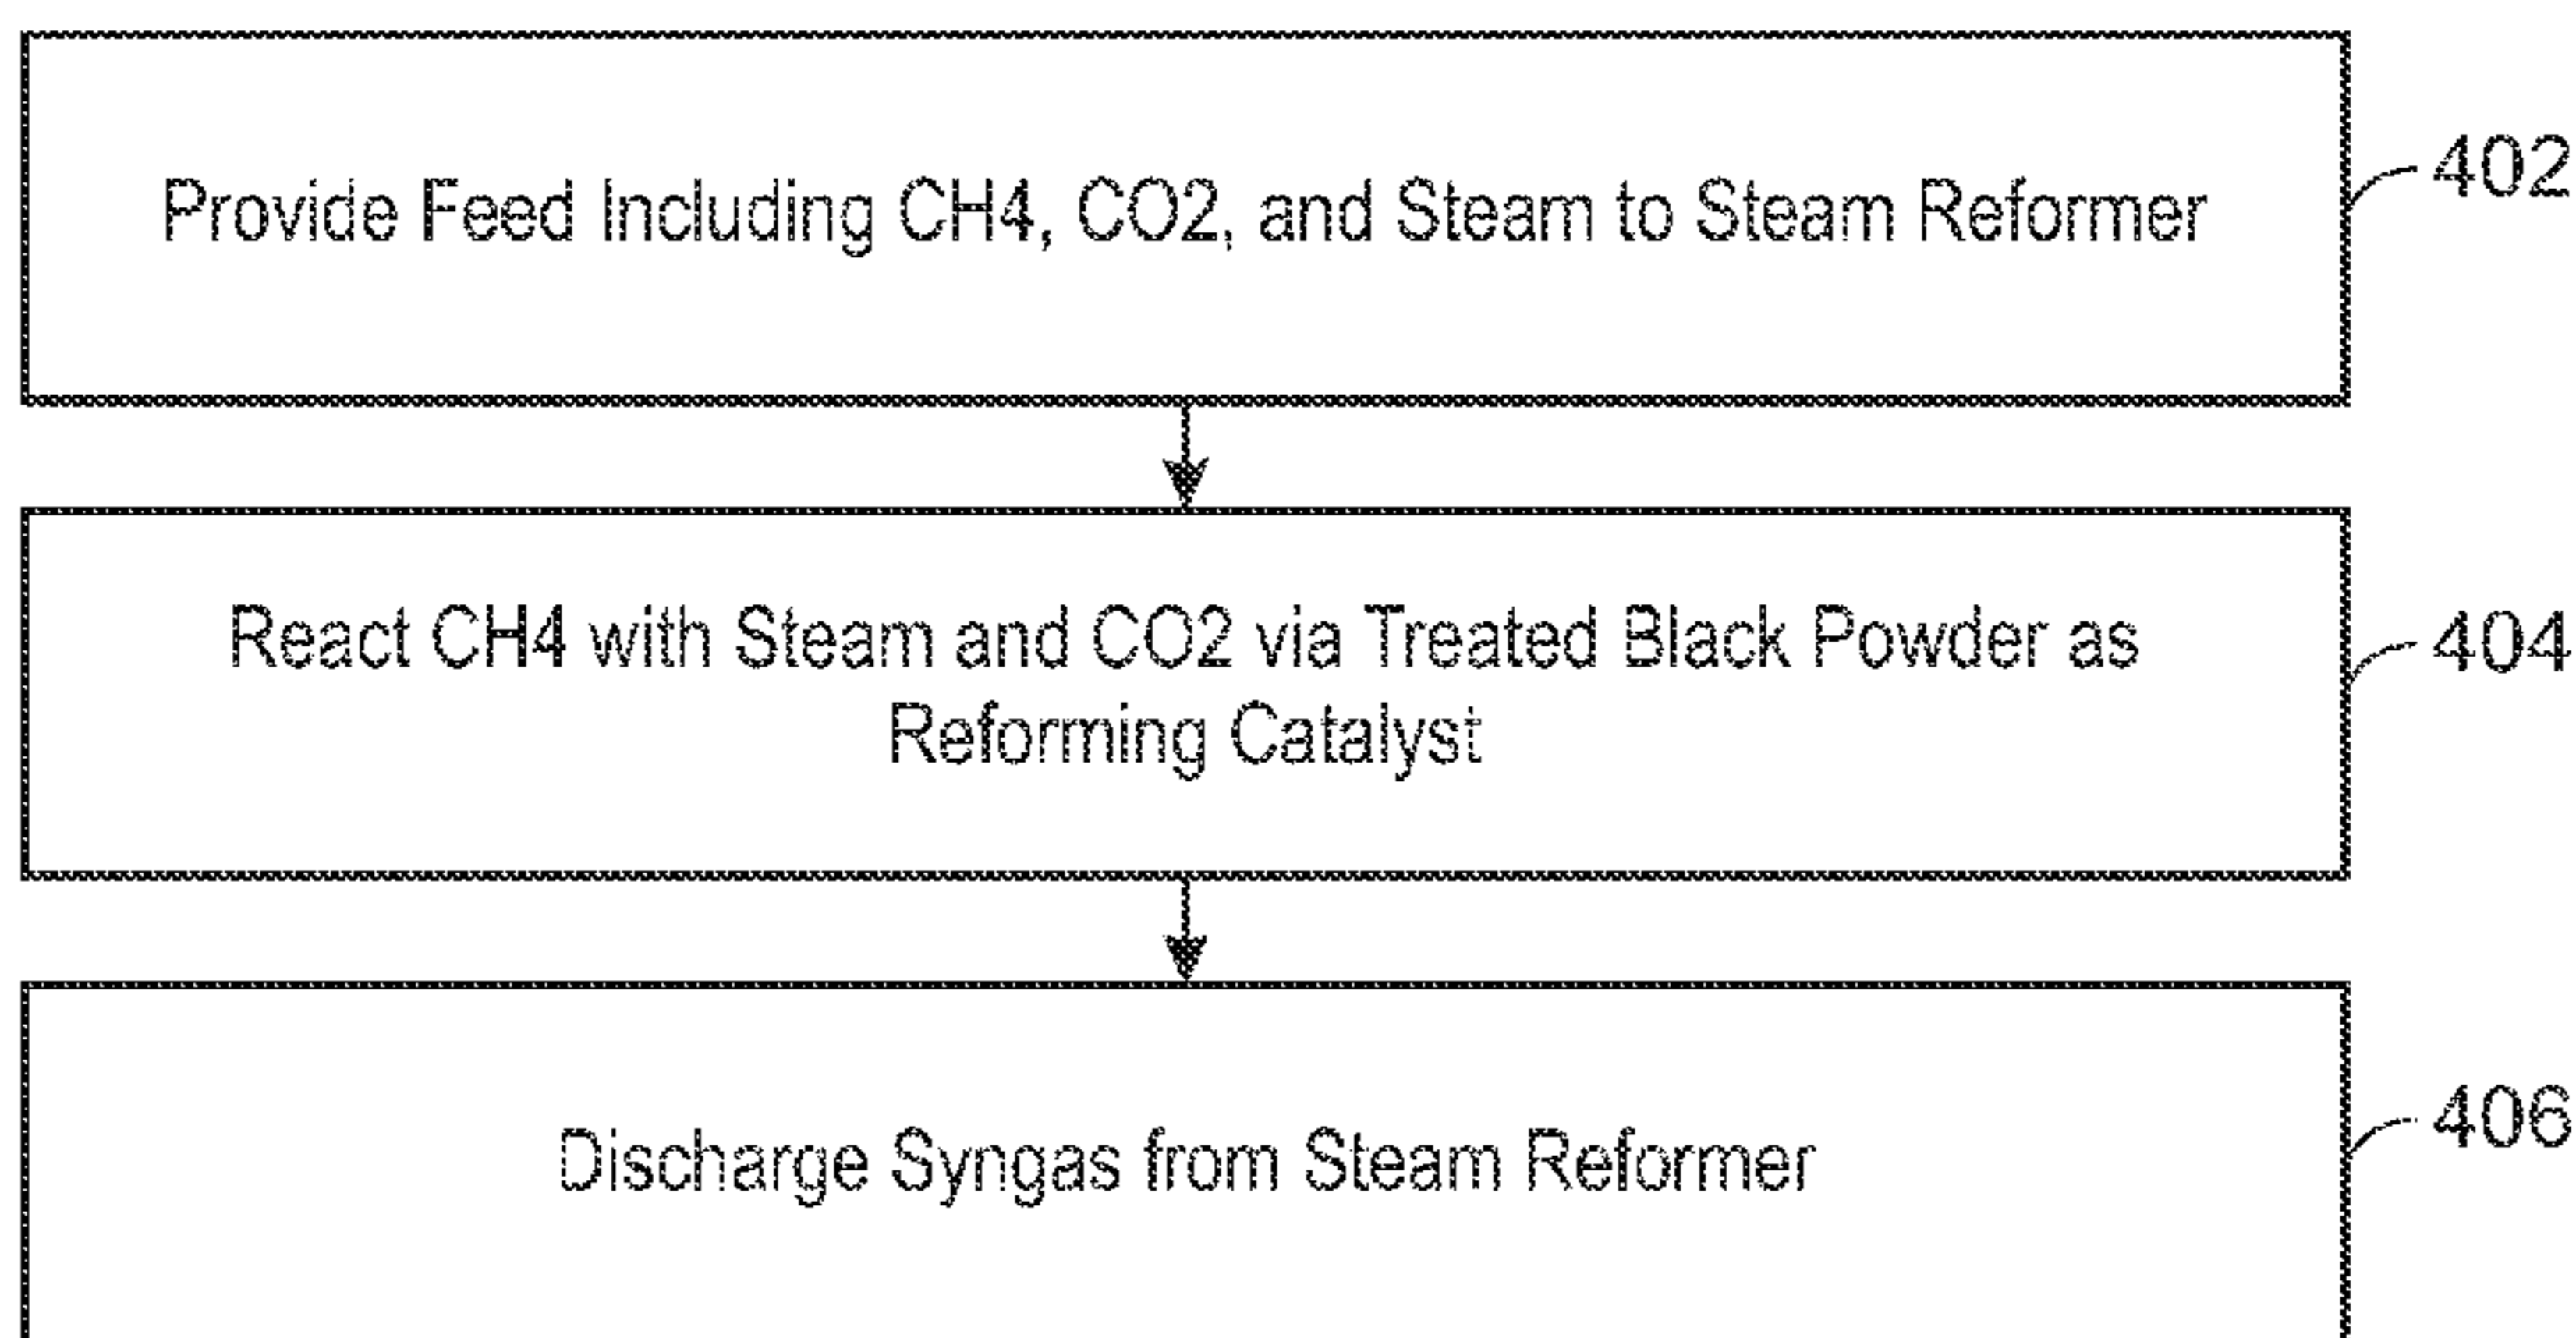 Provide Feed Including CH4, CO2, and Steam to Steam Reformer
402
React CH4 with Steam and CO2 via Treated Black Powder as
Reforming Catalyst
404
Discharge Syngas from Steam Reformer
406